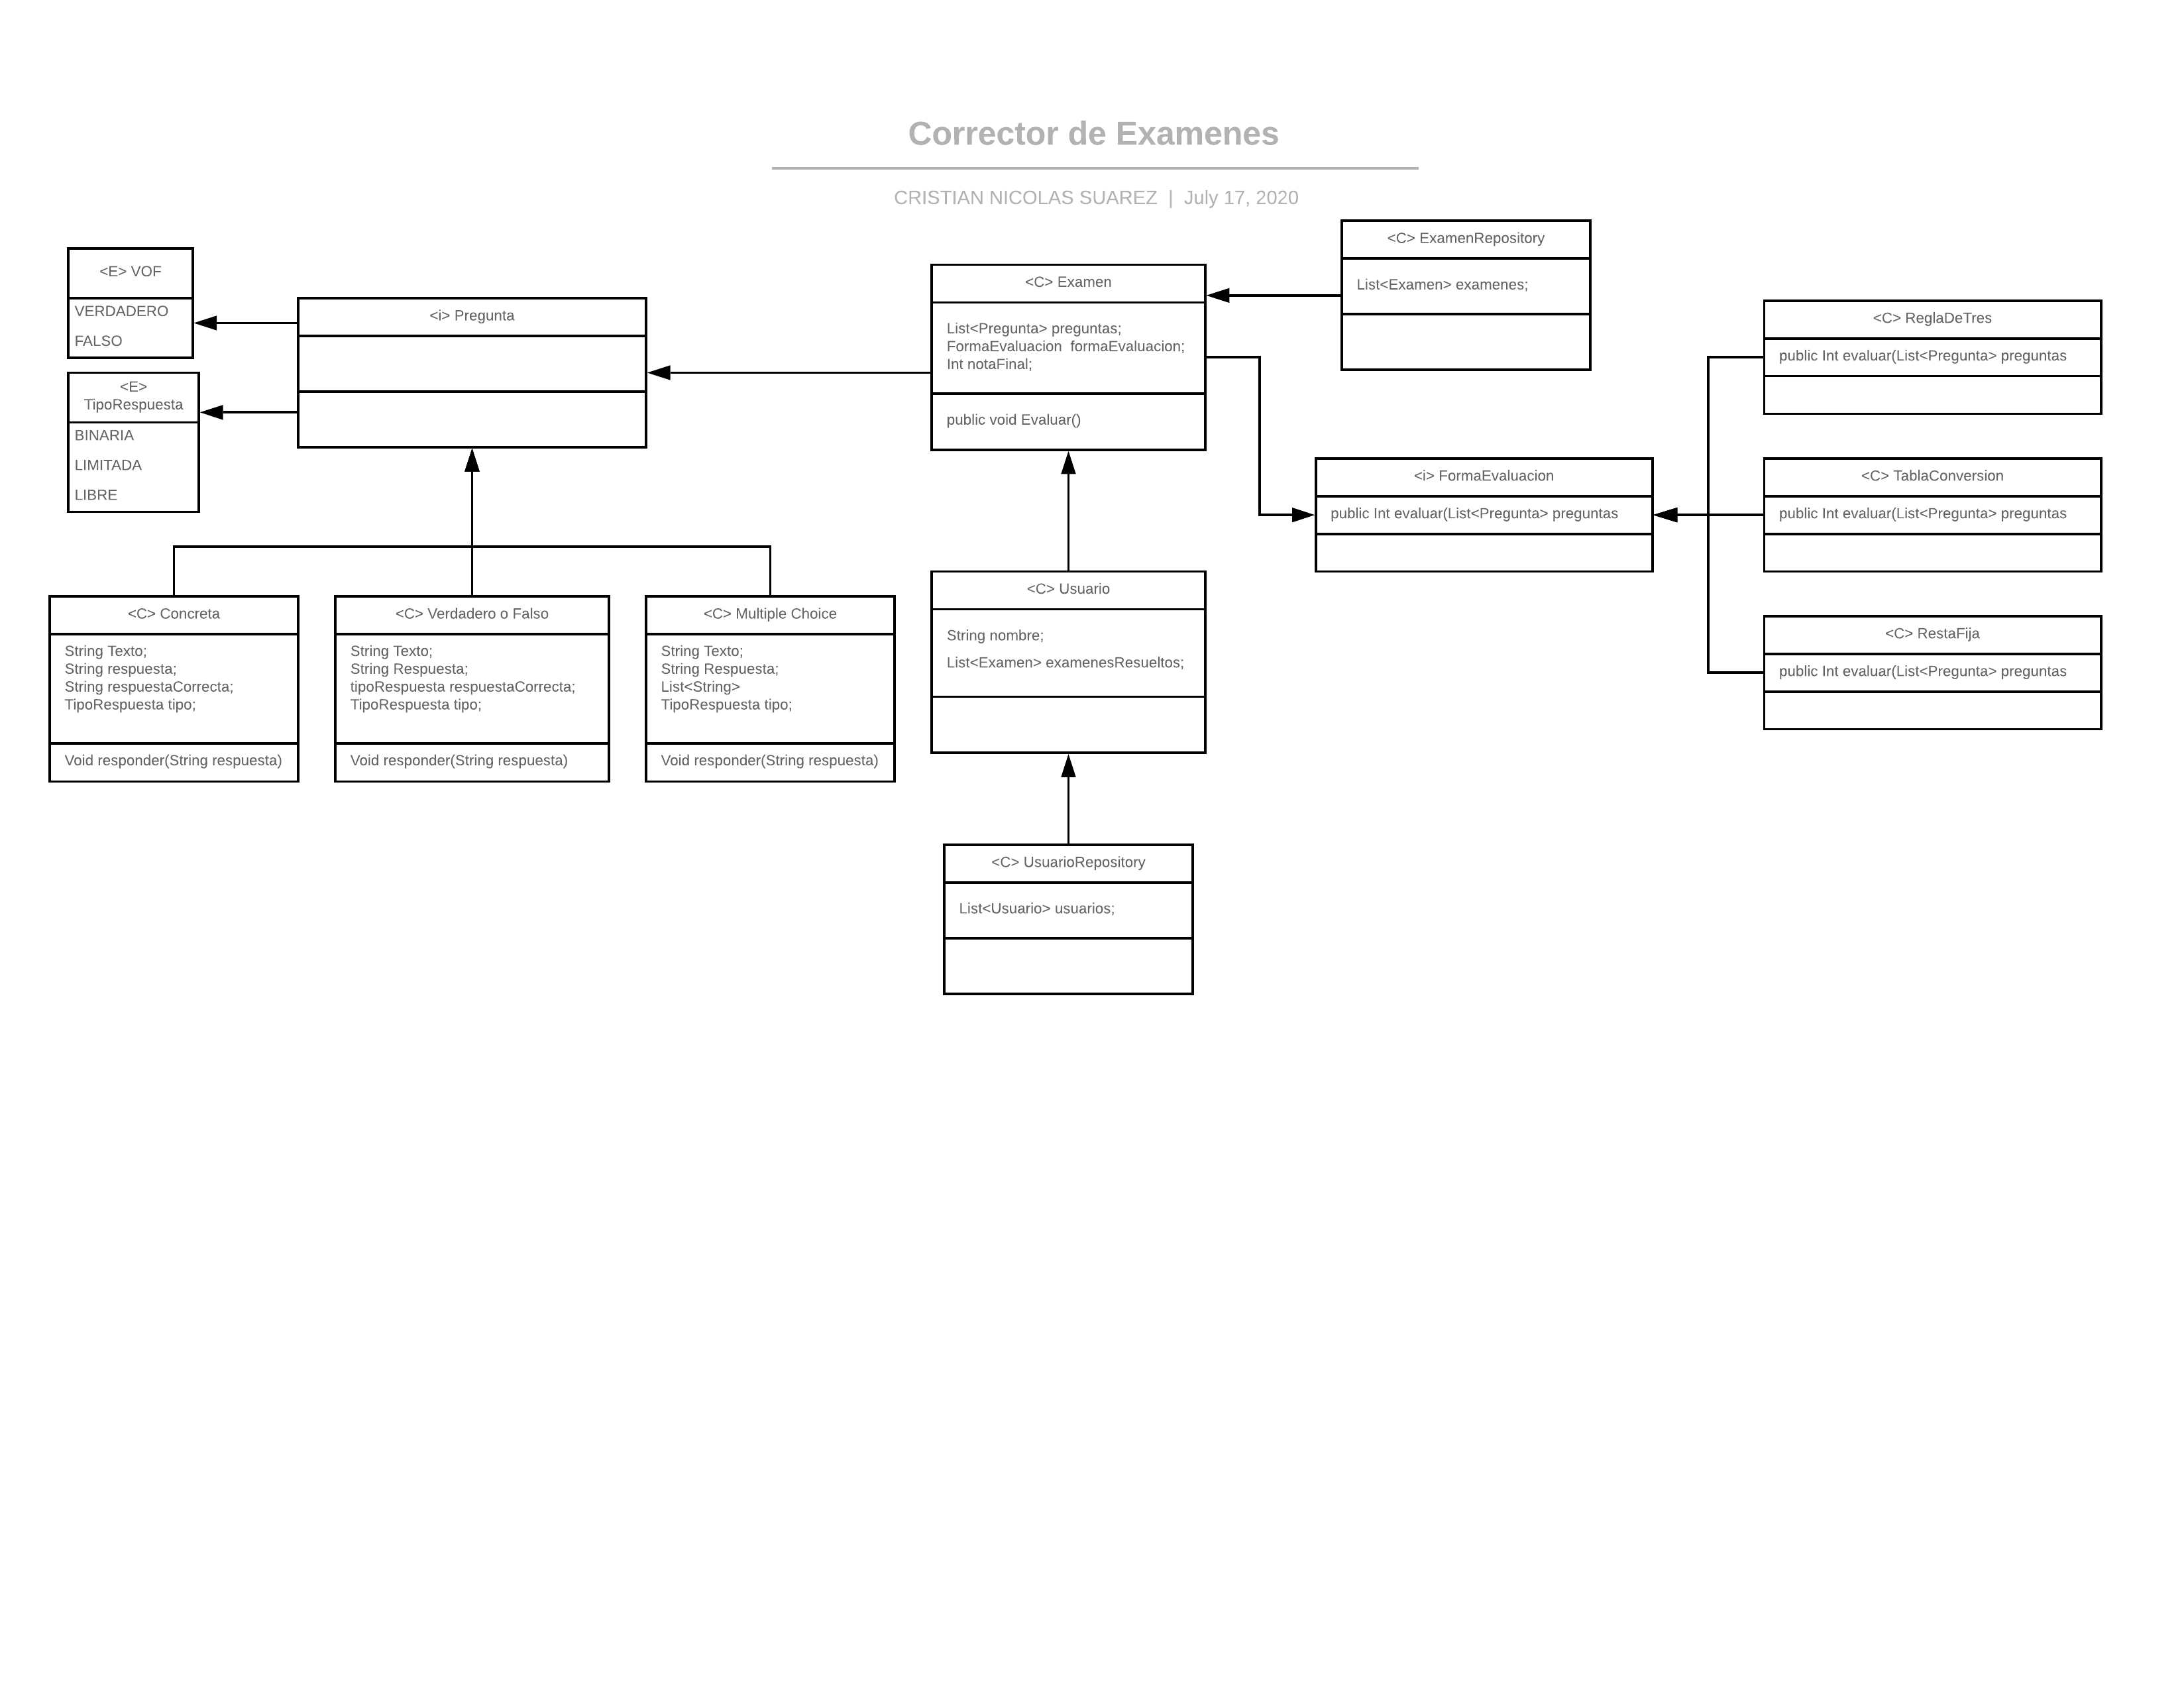 Corrector de Examenes
CRISTIAN NICOLAS SUAREZ | July 17, 2020
<E> VOF
VERDADERO
FALSO
<E>
TipoRespuesta
BINARIA
LIMITADA
LIBRE
<i> Pregunta
<C> Examen
List<Pregunta> preguntas;
FormaEvaluacion  formaEvaluacion;
Int notaFinal;
public void Evaluar()
<C> ExamenRepository
List<Examen> examenes;
<C> ReglaDeTres
public Int evaluar(List<Pregunta> preguntas
<i> FormaEvaluacion
public Int evaluar(List<Pregunta> preguntas
<C> TablaConversion
public Int evaluar(List<Pregunta> preguntas
<C> RestaFija
public Int evaluar(List<Pregunta> preguntas
<C> Concreta
String Texto;
String respuesta;
String respuestaCorrecta;
TipoRespuesta tipo;
Void responder(String respuesta)
<C> Verdadero o Falso
String Texto;
String Respuesta;
tipoRespuesta respuestaCorrecta;
TipoRespuesta tipo;
Void responder(String respuesta)
<C> Multiple Choice
String Texto;
String Respuesta;
List<String>
TipoRespuesta tipo;
Void responder(String respuesta)
<C> Usuario
String nombre;
List<Examen> examenesResueltos;
<C> UsuarioRepository
List<Usuario> usuarios;